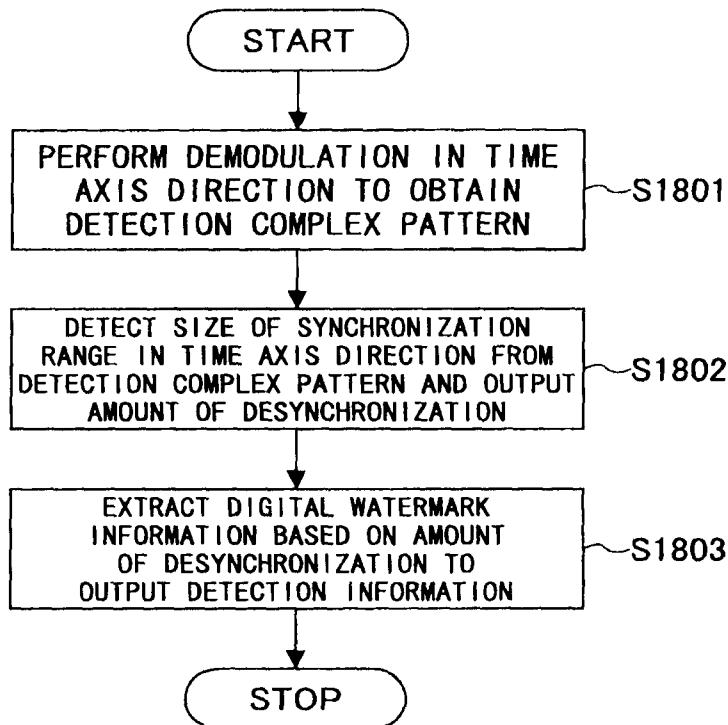 START
PERFORM DEMODULATION IN TIME
AXIS DIRECTION TO OBTAIN
DETECTION COMPLEX PATTERN
S1801
DETECT SIZE OF SYNCHRONIZATION
RANGE IN TIME AXIS DIRECTION FROM
DETECTION COMPLEX PATTERN AND OUTPUT
AMOUNT OF DESYNCHRONIZATION
S1802
EXTRACT DIGITAL WATERMARK
INFORMATION BASED ON AMOUNT
OF DESYNCHRONIZATION TO
OUTPUT DETECTION INFORMATION
S1803
STOP